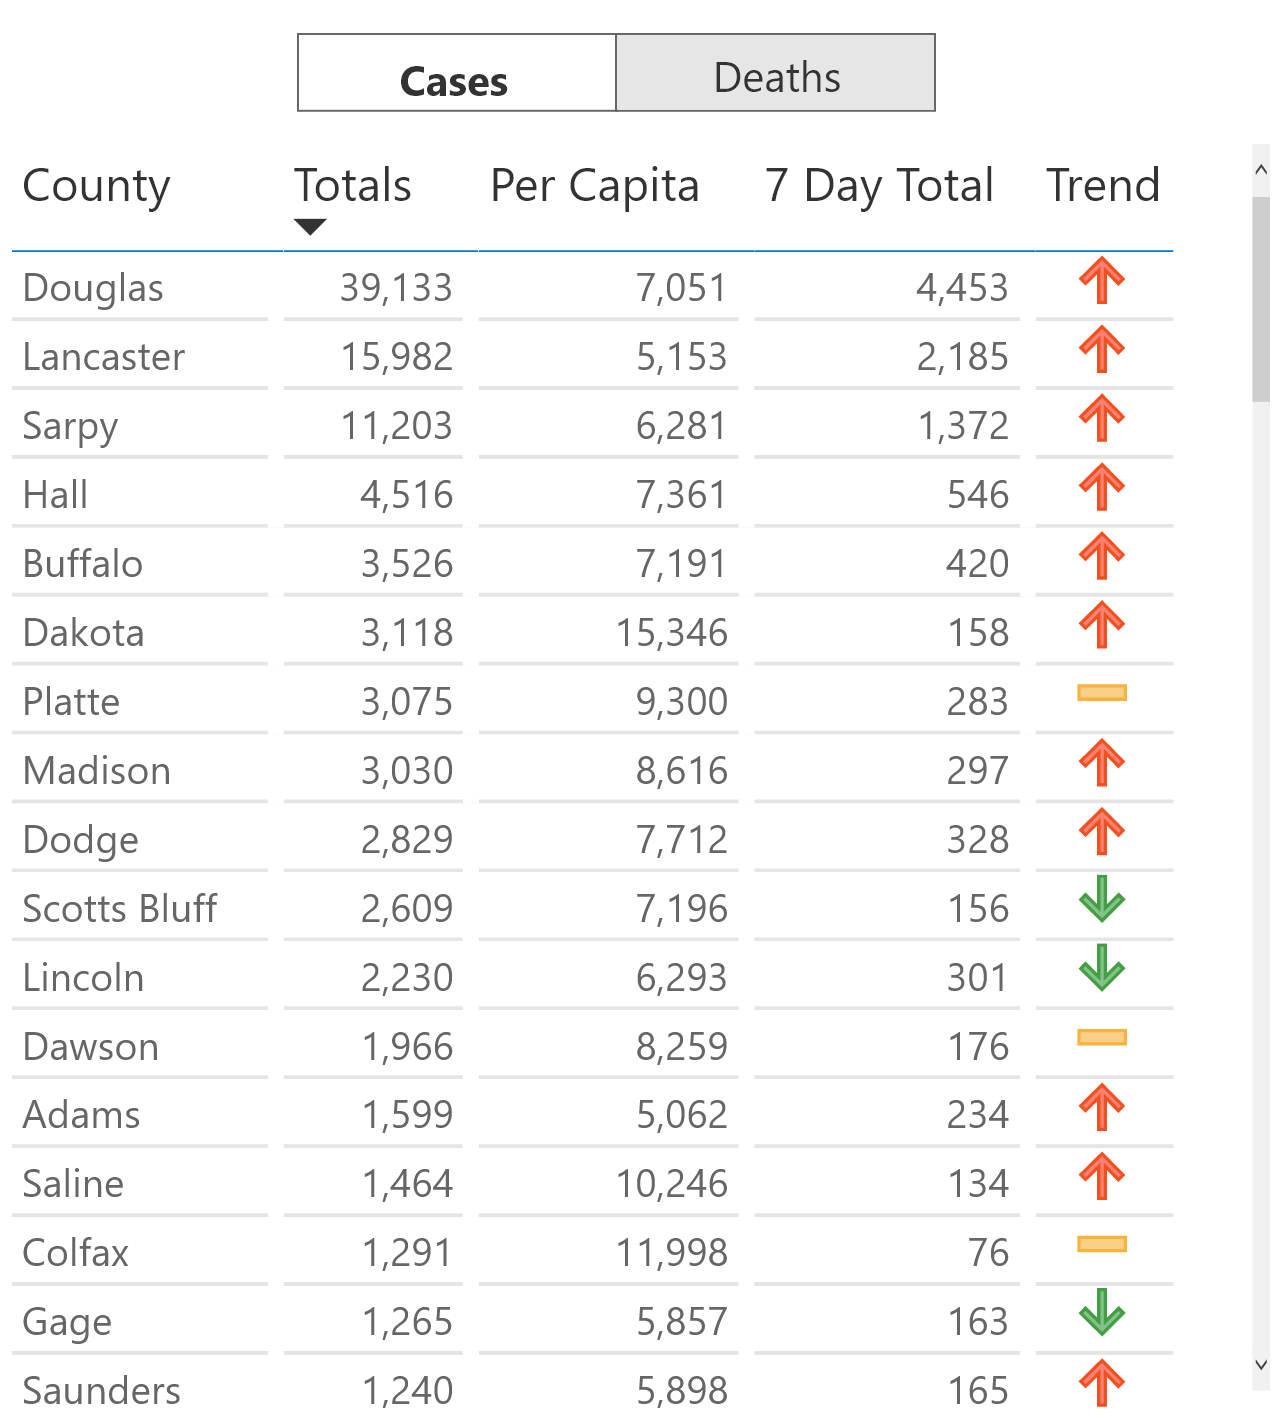 Cases Deaths
County Totals Per Capita 7 Day Total Trend
Douglas 39,133 7,051 4,453
Lancaster 15,982 5,153 2,185
Sarpy 11,203 6,281 1,372
Hall 4,516 7,361 546
Buffalo 3,526 7,191 420
Dakota 3,118 15,346 158
Platte 3,075 9,300 283
Madison 3,030 8,616 297
Dodge 2,829 7,712 328
Scotts Bluff 2,609 7,196 156
Lincoln 2,230 6,293 301
Dawson 1,966 8,259 176
Adams 1,599 5,062 234
Saline 1,464 10,246 134
Colfax 1,291 11,998 76
Gage 1,265 5,857 163
Saunders 1,240 5,898 165